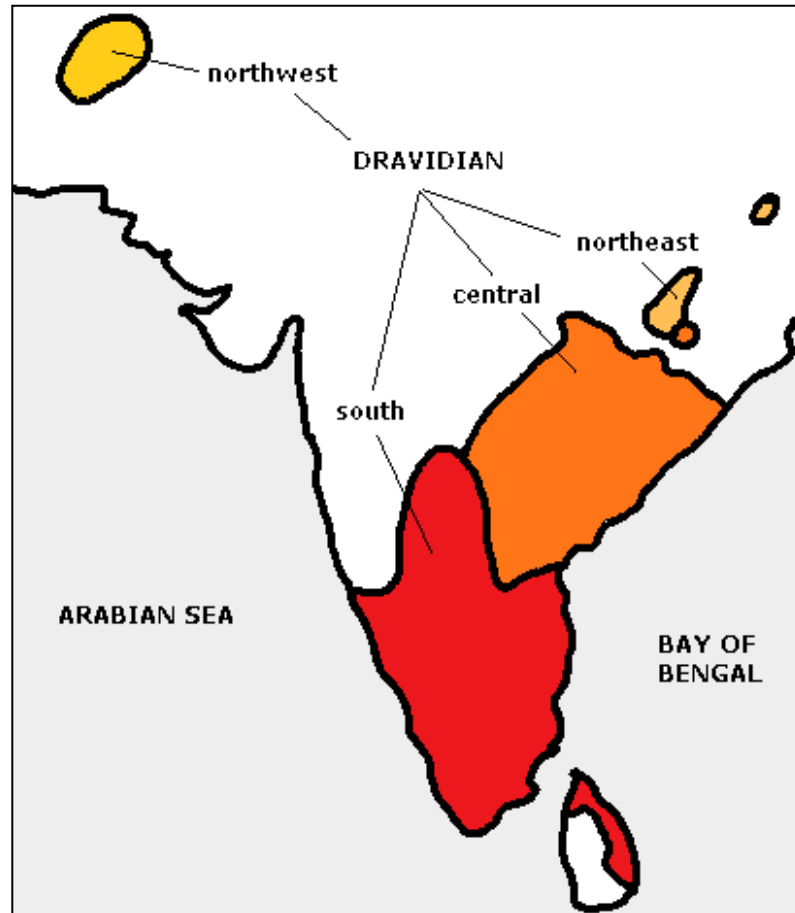 northwest
DRAVIDIAN
northeast
central
south
ARABIAN SEA
BAY OF
BENGAL